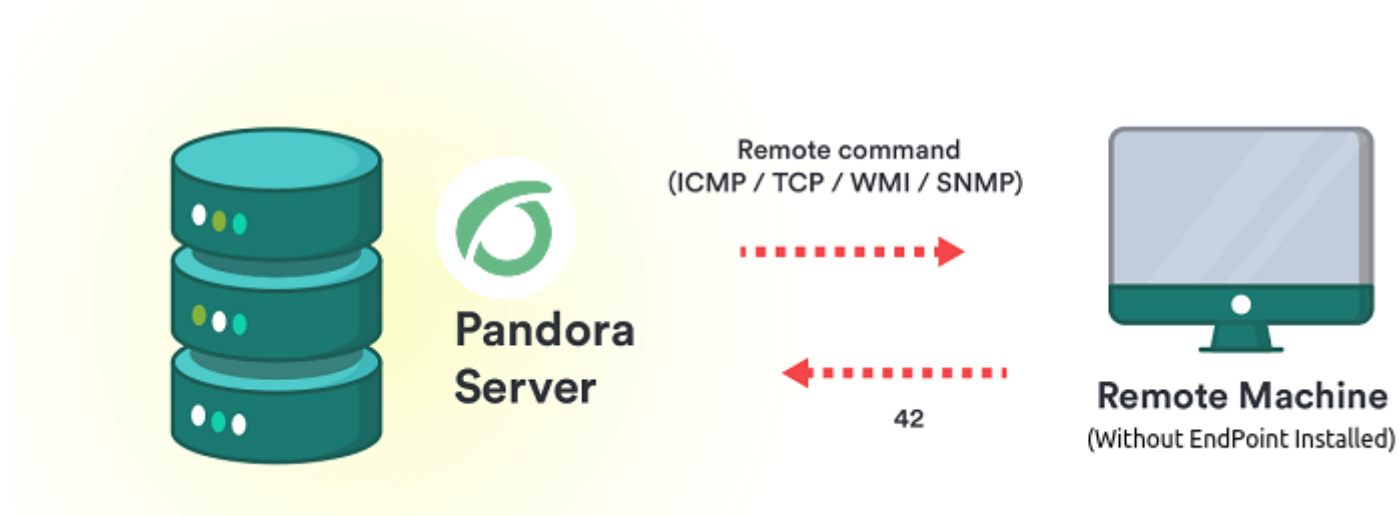 Remote command
(ICMP / TCP / WMI / SNMP)
Pandora
Server
42
Remote Machine
(Without EndPoint Installed)